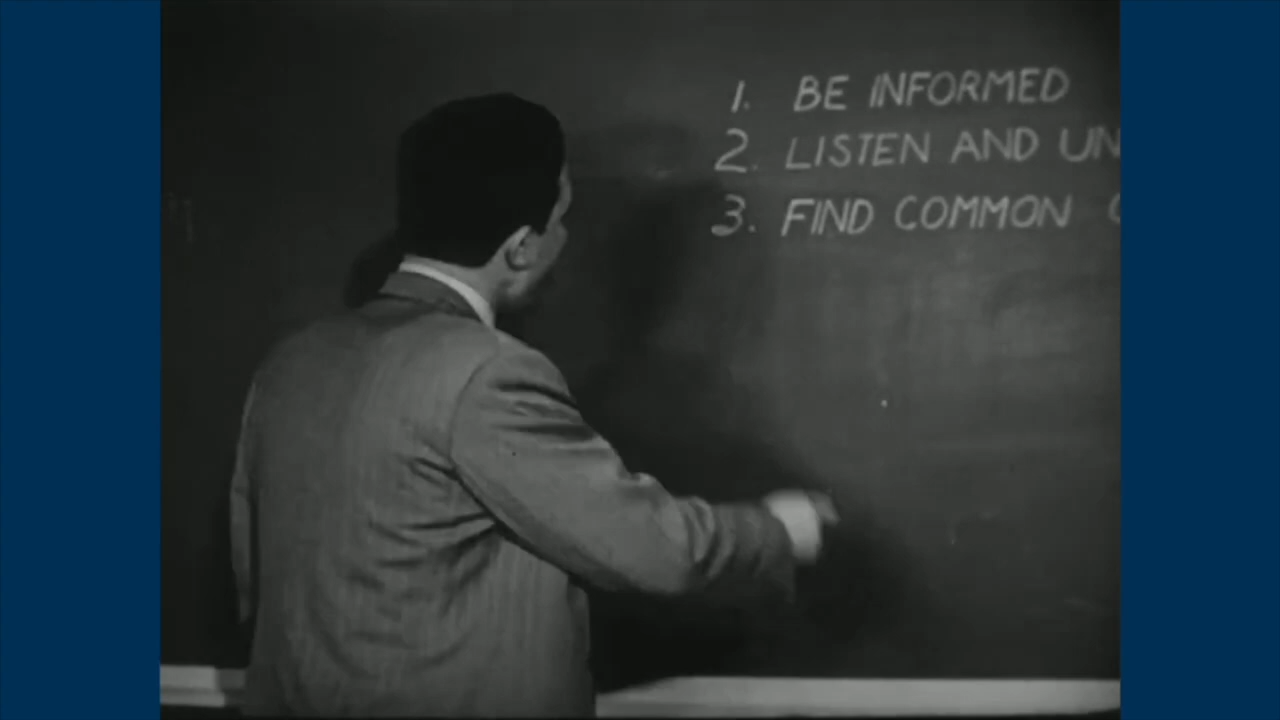 1. BE INFORMED
2. LISTEN AND UN
3. FIND COMMON